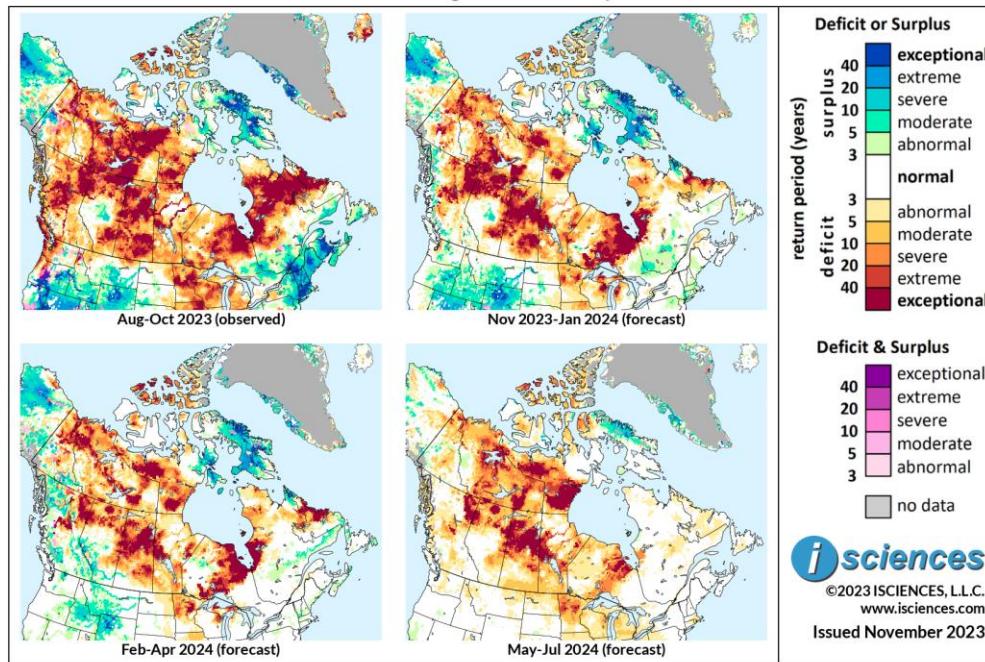 Aug-Oct 2023 (observed)
Nov 2023-Jan 2024 (forecast)
Feb-Apr 2024 (forecast)
May-Jul 2024 (forecast)
Deficit or Surplus
return period (years)
surplus
deficit
40
20
10
5
3
3
5
10
20
40
exceptional
extreme
severe
moderate
abnormal
normal
abnormal
moderate
severe
extreme
exceptional
Deficit & Surplus
40
20
10
5
3
exceptional
extreme
severe
moderate
abnormal
no data
i sciences
©2023 ISCIENCES, L.L.C.
www.isciences.com
Issued November 2023